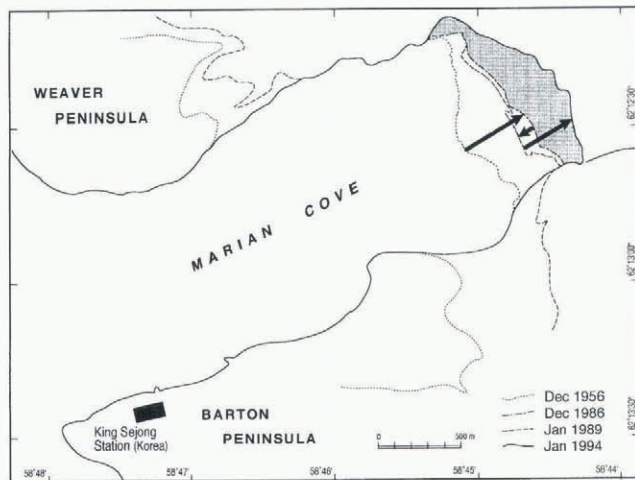 WEAVER
PENINSULA
MARIAN COVE
King Sejong
Station (Korea)
BARTON
PENINSULA
0 500 m
Dec 1956
Dec 1986
Jan 1989
Jan 1994
62°12'30"
62°13'00"
62°13'30"
58°48'
58°47'
58°46'
58°45'
58°44'